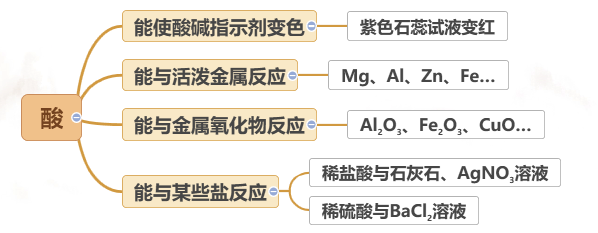 酸
能使酸碱指示剂变色
紫色石蕊试液变红
能与活泼金属反应
Mg、Al、Zn、Fe...
能与金属氧化物反应
Al₂O₃、Fe₂O₃、CuO...
能与某些盐反应
稀盐酸与石灰石、AgNO₃溶液
稀硫酸与BaCl₂溶液